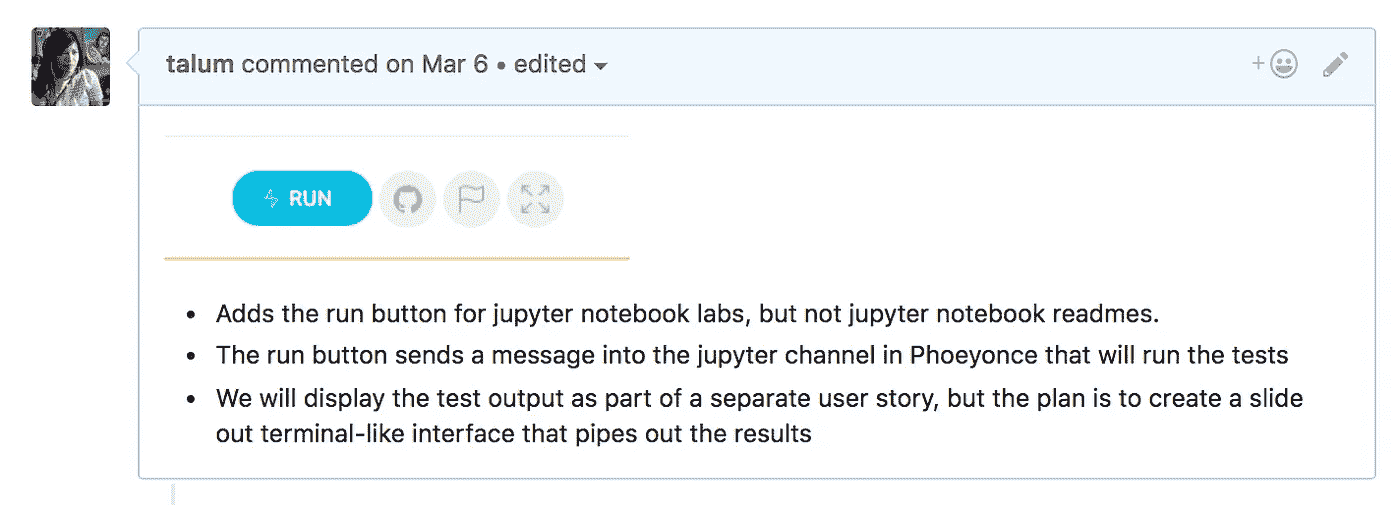 talum commented on Mar 6 • edited
RUN
• Adds the run button for jupyter notebook labs, but not jupyter notebook readmes.
• The run button sends a message into the jupyter channel in Phoeyonce that will run the tests
• We will display the test output as part of a separate user story, but the plan is to create a slide
out terminal-like interface that pipes out the results